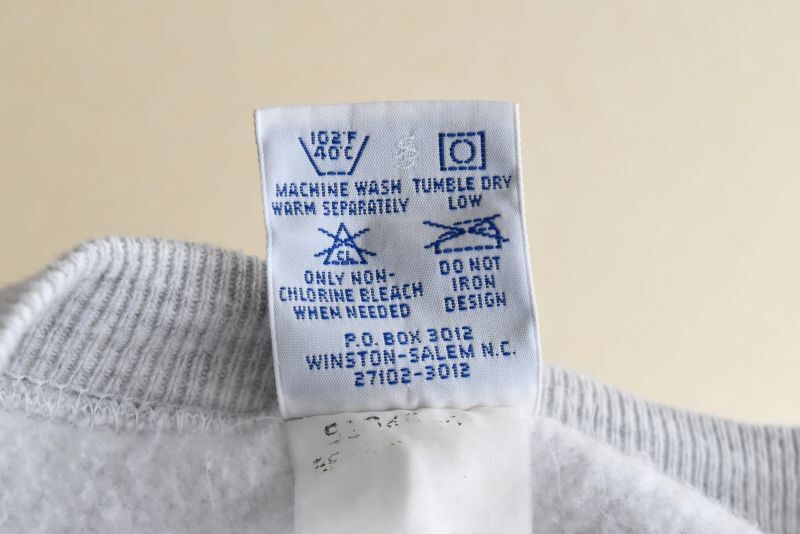 102°F
40°C
MACHINE WASH
WARM SEPARATELY
TUMBLE DRY
LOW
CL
ONLY NON-
CHLORINE BLEACH
WHEN NEEDED
DO NOT
IRON
DESIGN
P.O. BOX 3012
WINSTON-SALEM N.C.
27102-3012